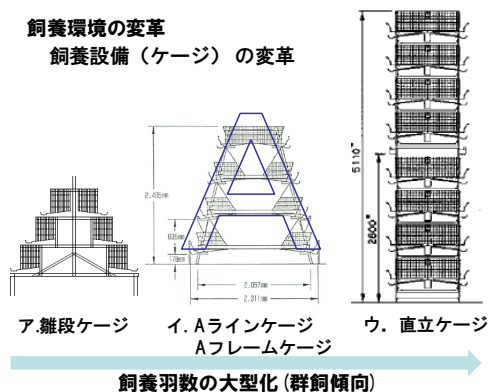 飼養環境の変革
飼養設備（ケージ） の変革
2.485mm
635mm
178mm
2.057mm
2.311mm
5110
2600
ア.雛段ケージ
イ. Aラインケージ
Aフレームケージ
ウ．直立ケージ
飼養羽数の大型化 (群飼傾向)